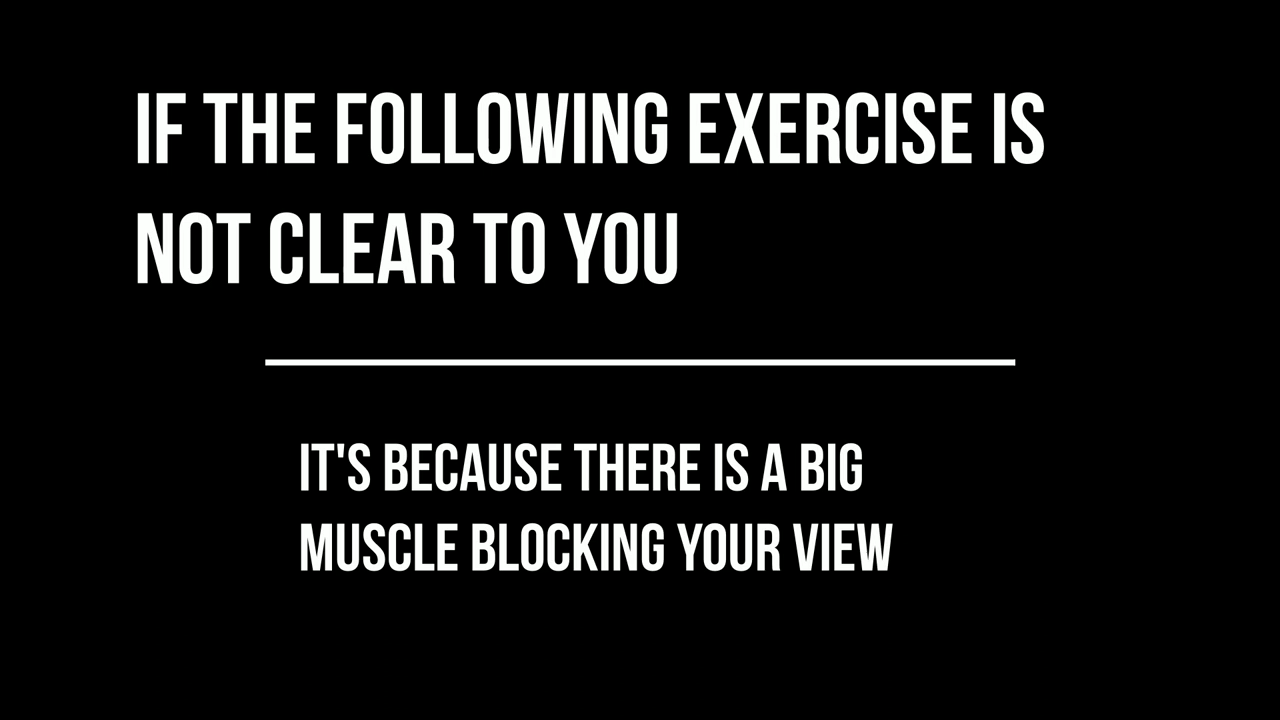 IF THE FOLLOWING EXERCISE IS
NOT CLEAR TO YOU
IT'S BECAUSE THERE IS A BIG
MUSCLE BLOCKING YOUR VIEW